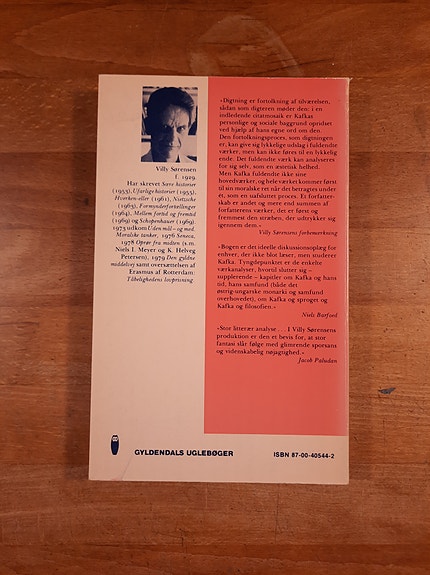 Villy Sørensen
f. 1929.
Har skrevet Sære historier
(1953), Ufarlige historier (1955),
Hverken-eller (1961), Nietzsche
(1963), Formynderfortællinger
(1964), Mellem fortid og fremtid
(1969) og Schopenhauer (1969).
1973 udkom Uden mål – og med.
Moralske tanker, 1976 Seneca,
1978 Oprør fra midten (s.m.
Niels I. Meyer og K. Helveg
Petersen), 1979 Den gyldne
middelvej samt oversættelsen af
Erasmus af Rotterdam:
Tåbelighedens lovprisning.
»Digtning er fortolkning af tilværelsen,
sådan som digteren møder den: i en
indledende citatmosaik er Kafkas
personlige og sociale baggrund opridset
ved hjælp af hans egne ord om den.
Den fortolkningsproces, som digtningen
er, kan give sig lykkelige udslag i fuldendte
værker, men kan ikke føres til en lykkelig
ende. Det fuldendte værk kan analyseres
for sig selv, som en æstetisk helhed.
Men Kafka fuldendte ikke sine
hovedværker, og hele værket kommer først
til sin moralske ret når det betragtes under
ét, som en uafsluttet proces. Et forfatter-
skab er andet og mere end summen af
forfatterens værker, det er først og
fremmest den stræben, der udtrykker sig
igennem dem.«
Villy Sørensens forbemærkning
»Bogen er det ideelle diskussionsoplæg for
enhver, der ikke blot læser, men studerer
Kafka. Tyngdepunktet er de enkelte
værkanalyser, hvortil slutter sig –
supplerende – kapitler om Kafka og hans
tid, hans samfund (både det
østrig-ungarske monarki og samfund
overhovedet), om Kafka og sproget og
Kafka og filosofien.«
Niels Barfoed
»Stor litterær analyse . . . I Villy Sørensens
produktion er den et bevis for, at stor
fantasi slår følge med glimrende sporsans
og videnskabelig nøjagtighed.«
Jacob Paludan
GYLDENDALS UGLEBØGER
ISBN 87-00-40544-2